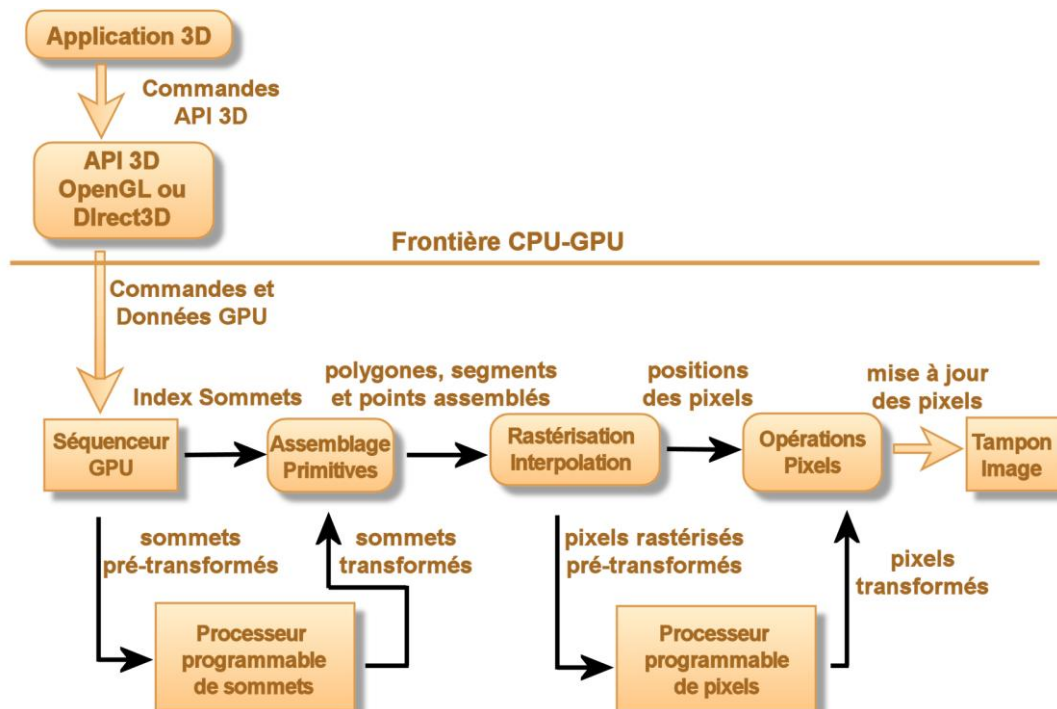 Application 3D
Commandes
API 3D
API 3D
OpenGL ou
DIrect3D
Frontière CPU-GPU
Commandes et
Données GPU
Index Sommets
polygones, segments
et points assemblés
positions
des pixels
mise à jour
des pixels
Séquenceur
GPU
Assemblage
Primitives
Rastérisation
Interpolation
Opérations
Pixels
Tampon
Image
sommets
pré-transformés
sommets
transformés
pixels rastérisés
pré-transformés
pixels
transformés
Processeur
programmable
de sommets
Processeur
programmable
de pixels